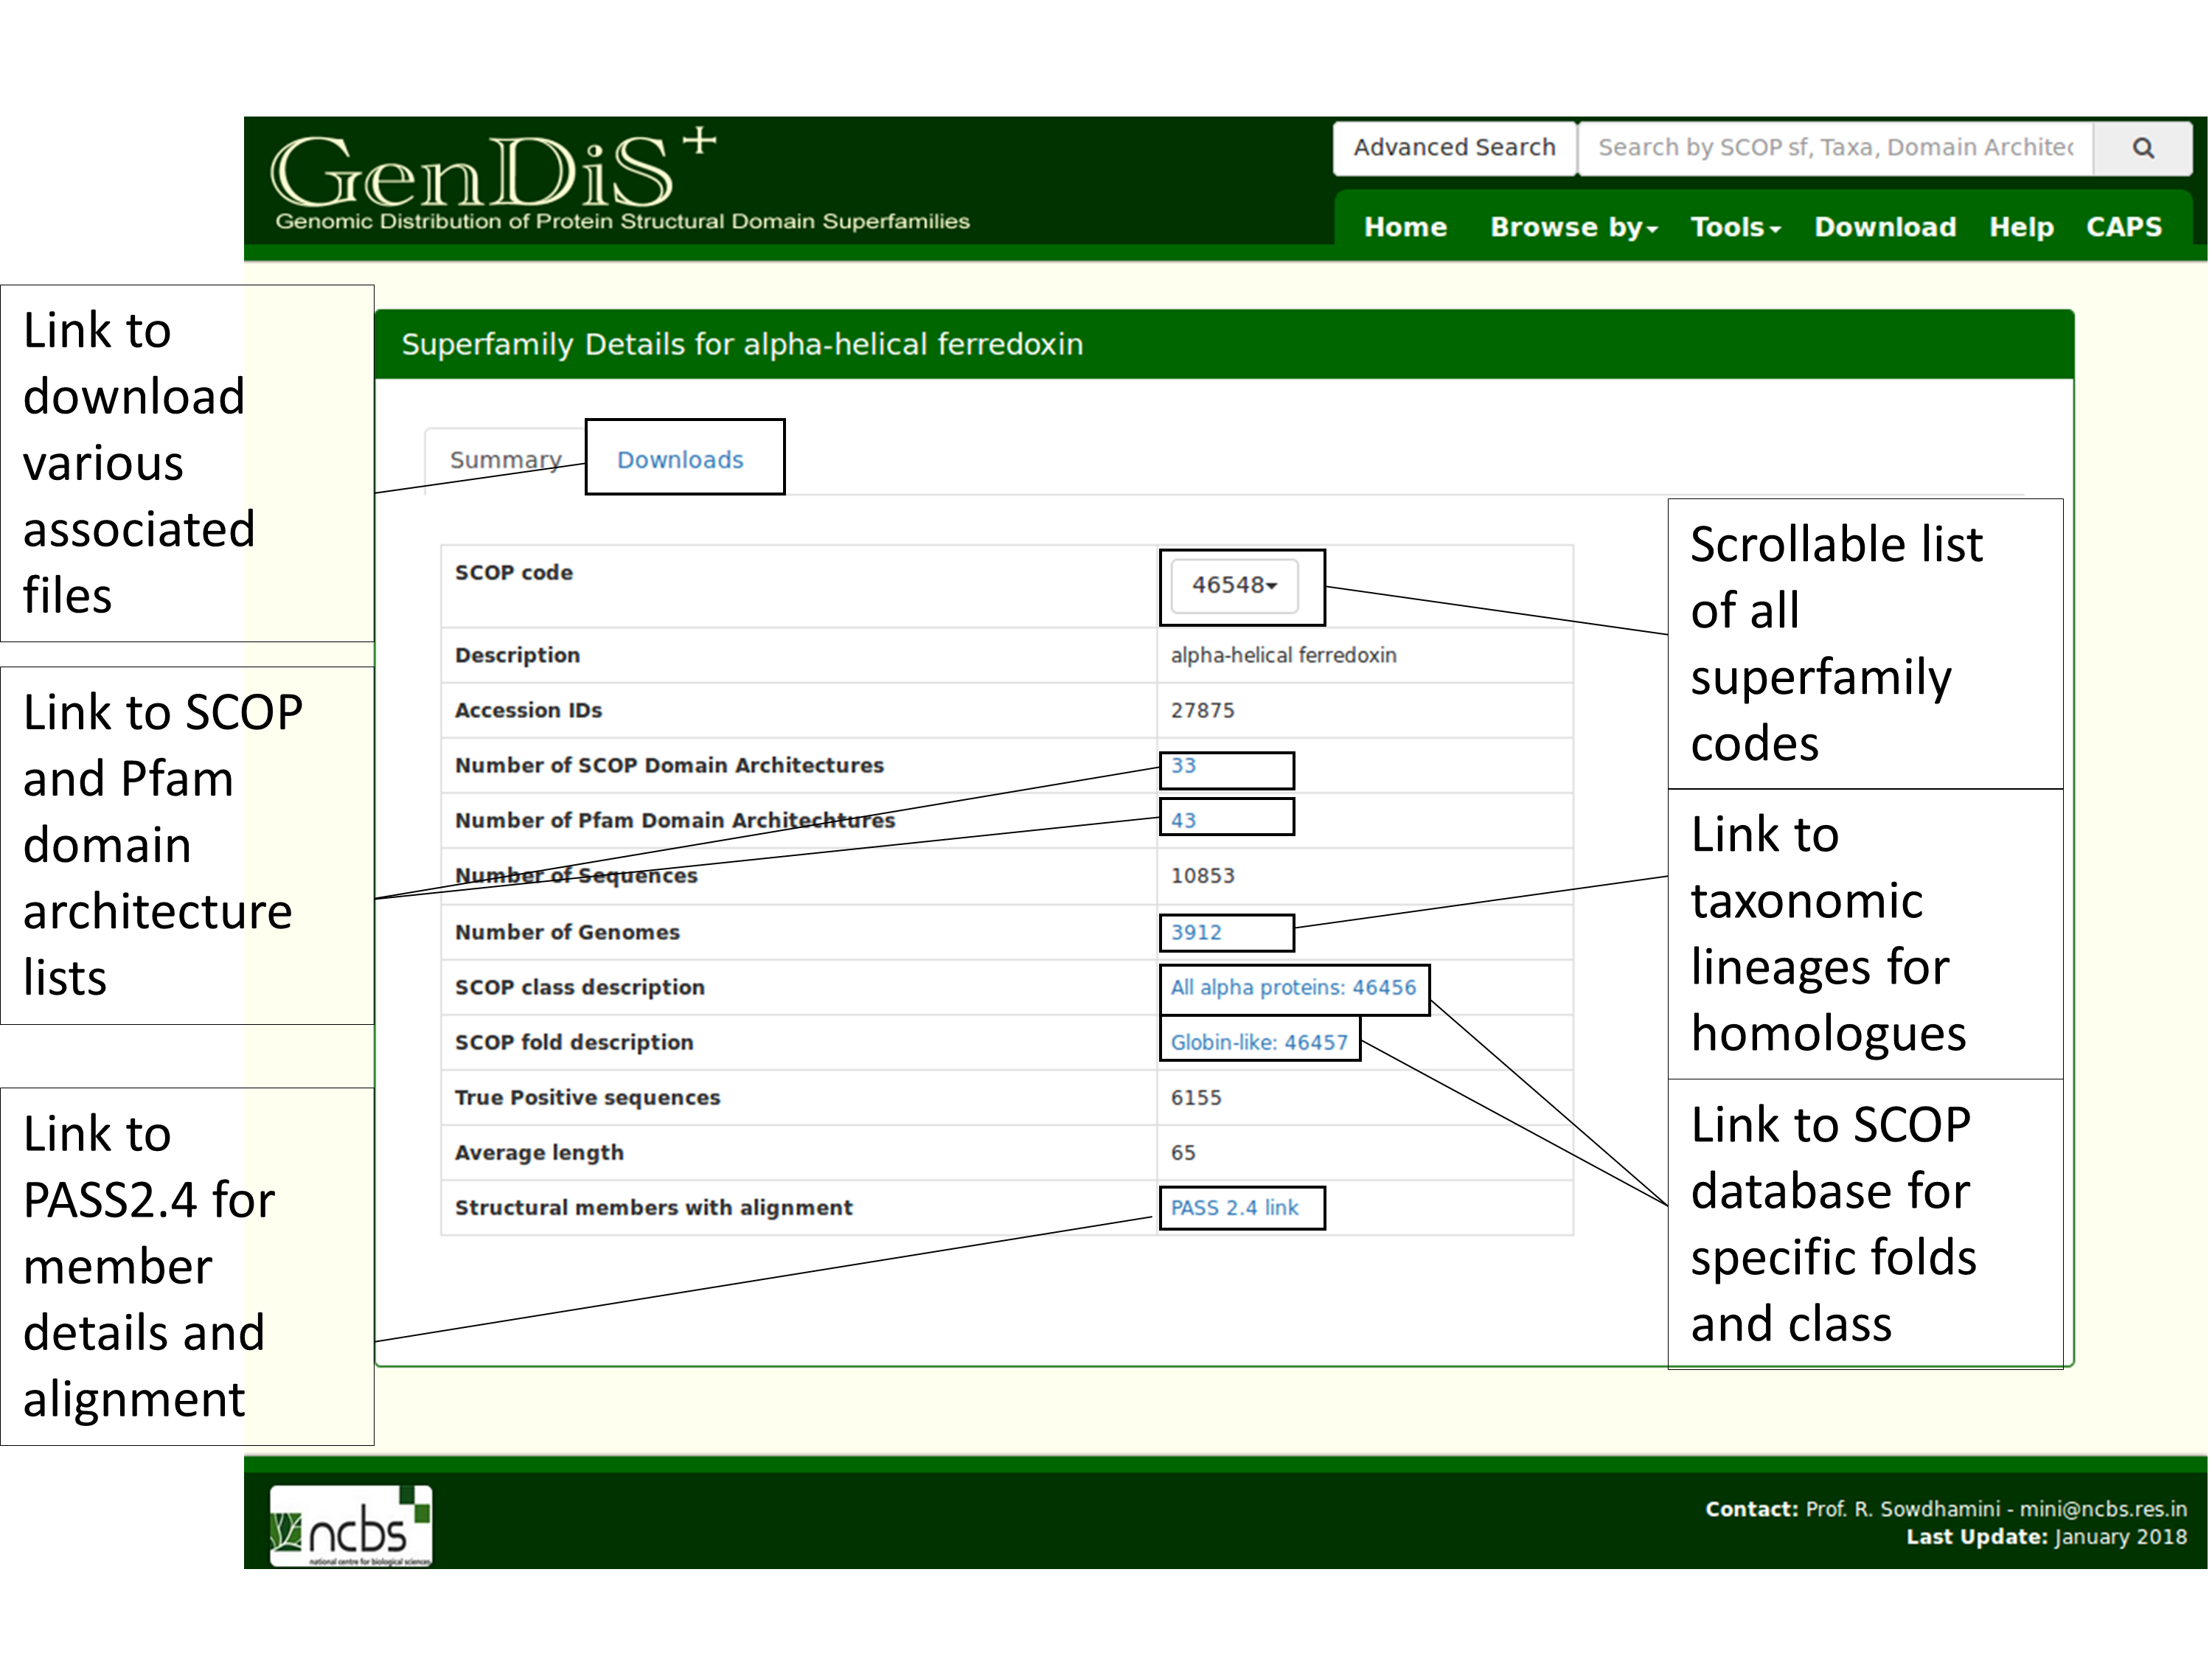 GenDiS+
Genomic Distribution of Protein Structural Domain Superfamilies
Advanced Search
Search by SCOP sf, Taxa, Domain Architec
Home Browse by Tools Download Help CAPS
Superfamily Details for alpha-helical ferredoxin
Summary Downloads
SCOP code 46548
Description alpha-helical ferredoxin
Accession IDs 27875
Number of SCOP Domain Architectures 33
Number of Pfam Domain Architechtures 43
Number of Sequences 10853
Number of Genomes 3912
SCOP class description All alpha proteins: 46456
SCOP fold description Globin-like: 46457
True Positive sequences 6155
Average length 65
Structural members with alignment PASS 2.4 link
Link to
download
various
associated
files
Link to SCOP
and Pfam
domain
architecture
lists
Link to
PASS2.4 for
member
details and
alignment
Scrollable list
of all
superfamily
codes
Link to
taxonomic
lineages for
homologues
Link to SCOP
database for
specific folds
and class
ncbs
national centre for biological sciences
Contact: Prof. R. Sowdhamini - mini@ncbs.res.in
Last Update: January 2018